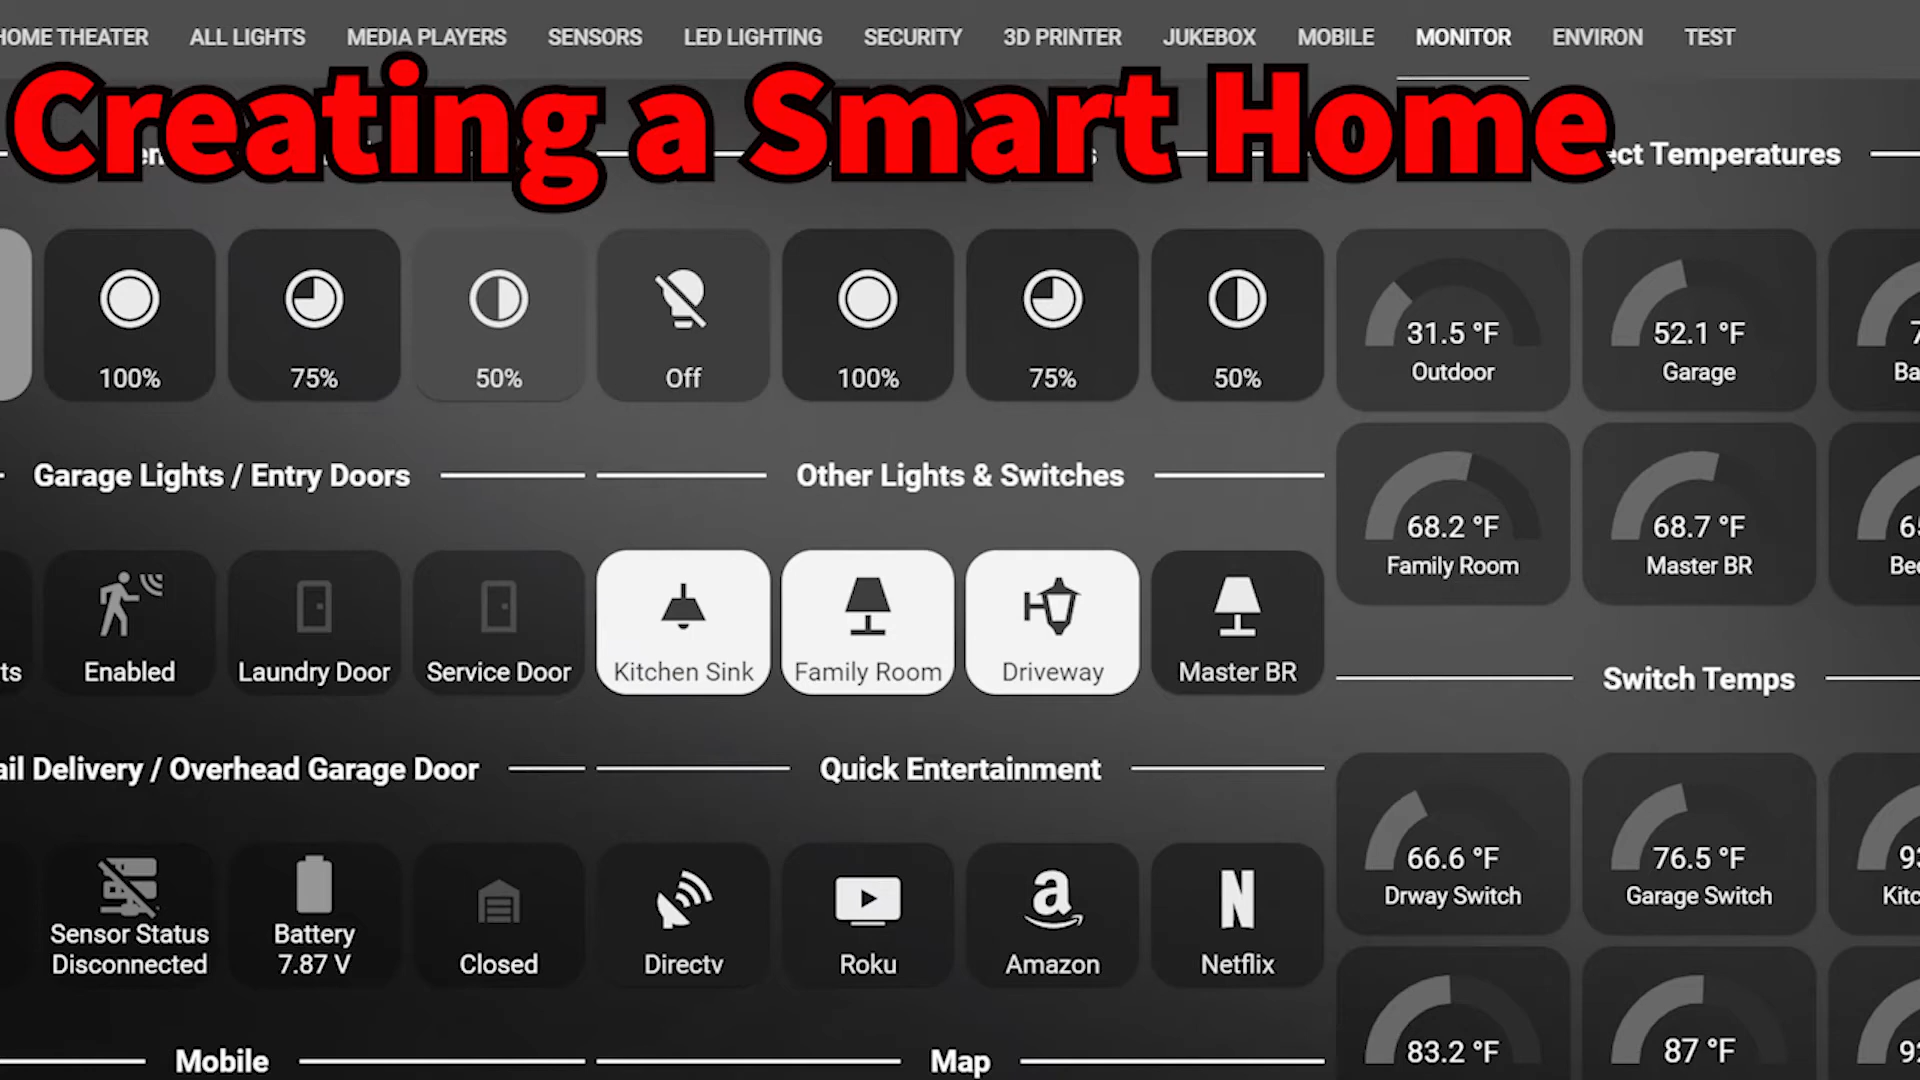 HOME THEATER ALL LIGHTS MEDIA PLAYERS SENSORS LED LIGHTING SECURITY 3D PRINTER JUKEBOX MOBILE MONITOR ENVIRON TEST
Creating a Smart Home
ect Temperatures
100% 75% 50% Off 100% 75% 50%
31.5 °F 52.1 °F
Outdoor Garage
Garage Lights / Entry Doors Other Lights & Switches
68.2 °F 68.7 °F
Family Room Master BR
Enabled Laundry Door Service Door Kitchen Sink Family Room Driveway Master BR
Switch Temps
ail Delivery / Overhead Garage Door Quick Entertainment
66.6 °F 76.5 °F
Drway Switch Garage Switch
Sensor Status Battery
Disconnected 7.87 V Closed Directv Roku Amazon Netflix
83.2 °F 87 °F
Mobile Map